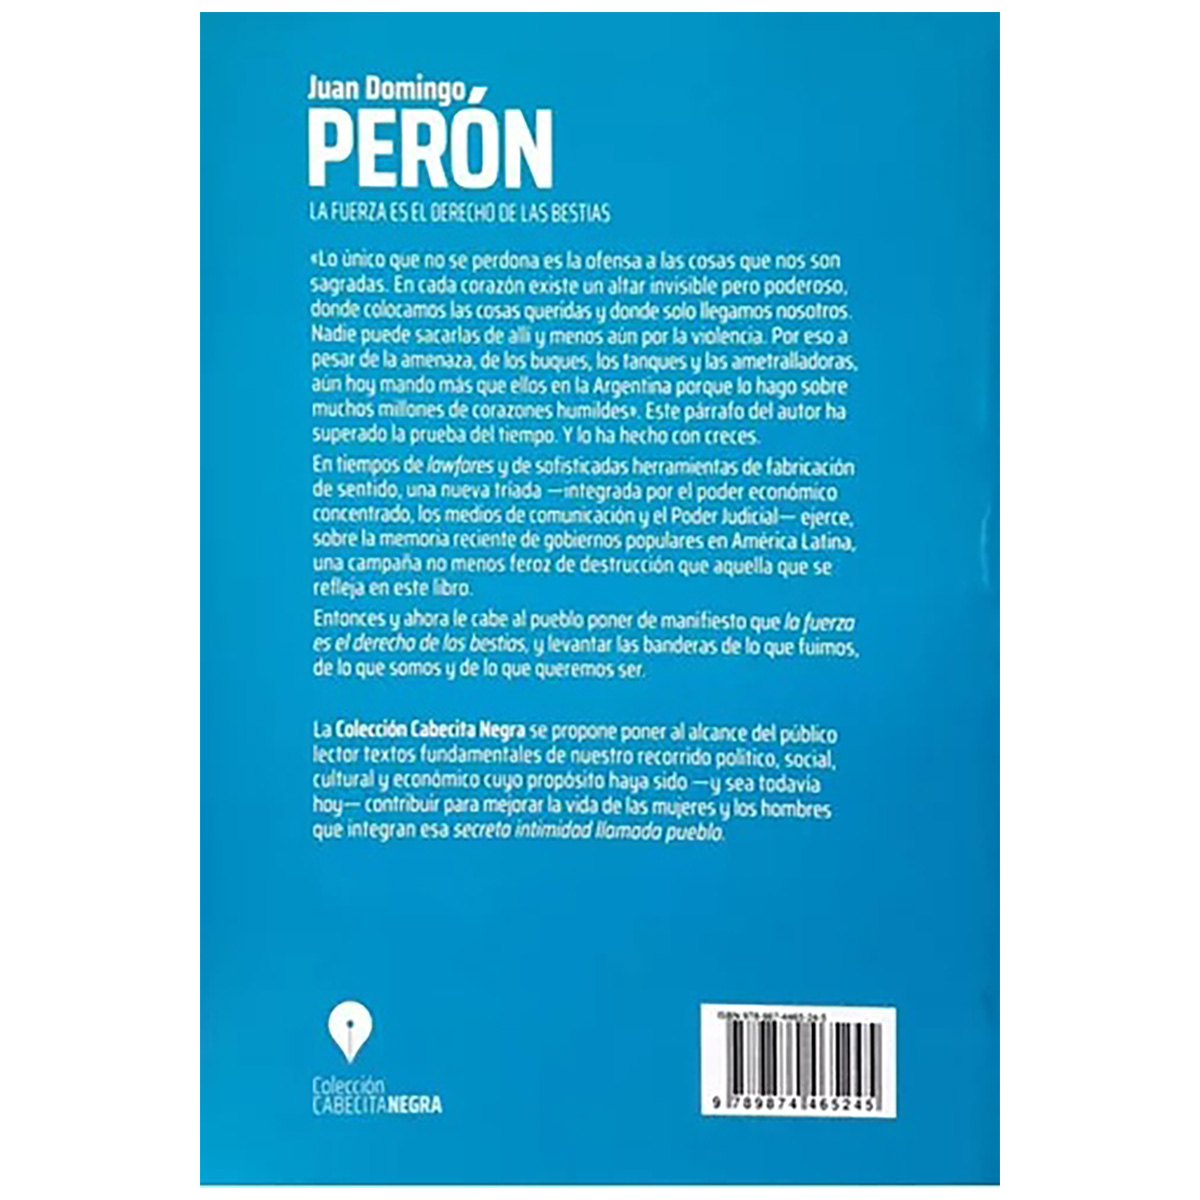 Juan Domingo
PERÓN
LA FUERZA ES EL DERECHO DE LAS BESTIAS
«Lo único que no se perdona es la ofensa a las cosas que nos son
sagradas. En cada corazón existe un altar invisible pero poderoso,
donde colocamos las cosas queridas y donde solo llegamos nosotros.
Nadie puede sacarlas de allí y menos aún por la violencia. Por eso a
pesar de la amenaza, de los buques, los tanques y las ametralladoras,
aún hoy mando más que ellos en la Argentina porque lo hago sobre
muchos millones de corazones humildes». Este párrafo del autor ha
superado la prueba del tiempo. Y lo ha hecho con creces.
En tiempos de lawfares y de sofisticadas herramientas de fabricación
de sentido, una nueva tríada —integrada por el poder económico
concentrado, los medios de comunicación y el Poder Judicial— ejerce,
sobre la memoria reciente de gobiernos populares en América Latina,
una campaña no menos feroz de destrucción que aquella que se
refleja en este libro.
Entonces y ahora le cabe al pueblo poner de manifiesto que la fuerza
es el derecho de las bestias, y levantar las banderas de lo que fuimos,
de lo que somos y de lo que queremos ser.
La Colección Cabecita Negra se propone poner al alcance del público
lector textos fundamentales de nuestro recorrido político, social,
cultural y económico cuyo propósito haya sido —y sea todavía
hoy— contribuir para mejorar la vida de las mujeres y los hombres
que integran esa secreta intimidad llamada pueblo.
Colección
CABECITANEGRA
ISBN 978-987-4465-24-5
9 789874 465245